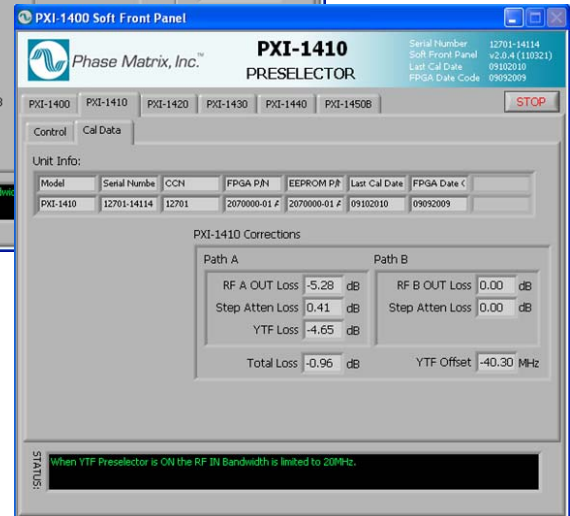 PXI-1400 Soft Front Panel
Phase Matrix, Inc.™
PXI-1410
PRESELECTOR
Serial Number 12701-14114
Soft Front Panel v2.0.4 (110321)
Last Cal Date 09102010
FPGA Date Code 09092009
PXI-1400 PXI-1410 PXI-1420 PXI-1430 PXI-1440 PXI-1450B STOP
Control Cal Data
Unit Info:
Model Serial Numbe CCN FPGA P/N EEPROM P/N Last Cal Date FPGA Date C
PXI-1410 12701-14114 12701 2070000-01 2070000-01 09102010 09092009
PXI-1410 Corrections
Path A Path B
RF A OUT Loss -5.28 dB RF B OUT Loss 0.00 dB
Step Atten Loss 0.41 dB Step Atten Loss 0.00 dB
YTF Loss -4.65 dB
Total Loss -0.96 dB YTF Offset -40.30 MHz
STATUS:
When YTF Preselector is ON the RF IN Bandwidth is limited to 20MHz.